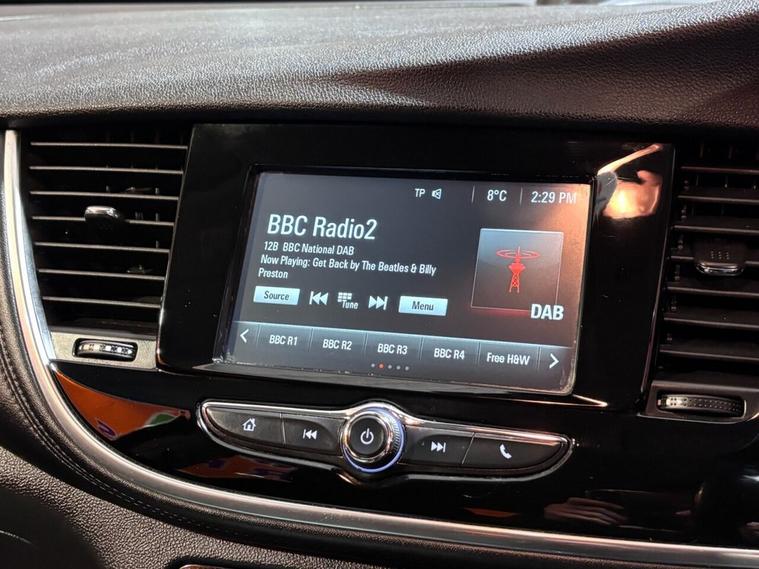 TP 8°C 2:29 PM
BBC Radio2
12B BBC National DAB
Now Playing: Get Back by The Beatles & Billy
Preston
Source Tune Menu
DAB
BBC R1 BBC R2 BBC R3 BBC R4 Free H&W